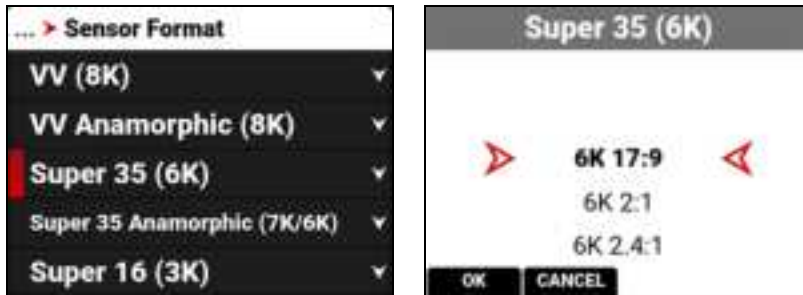 ... > Sensor Format
VV (8K)
VV Anamorphic (8K)
Super 35 (6K)
Super 35 Anamorphic (7K/6K)
Super 16 (3K)
Super 35 (6K)
6K 17:9
6K 2:1
6K 2.4:1
OK CANCEL